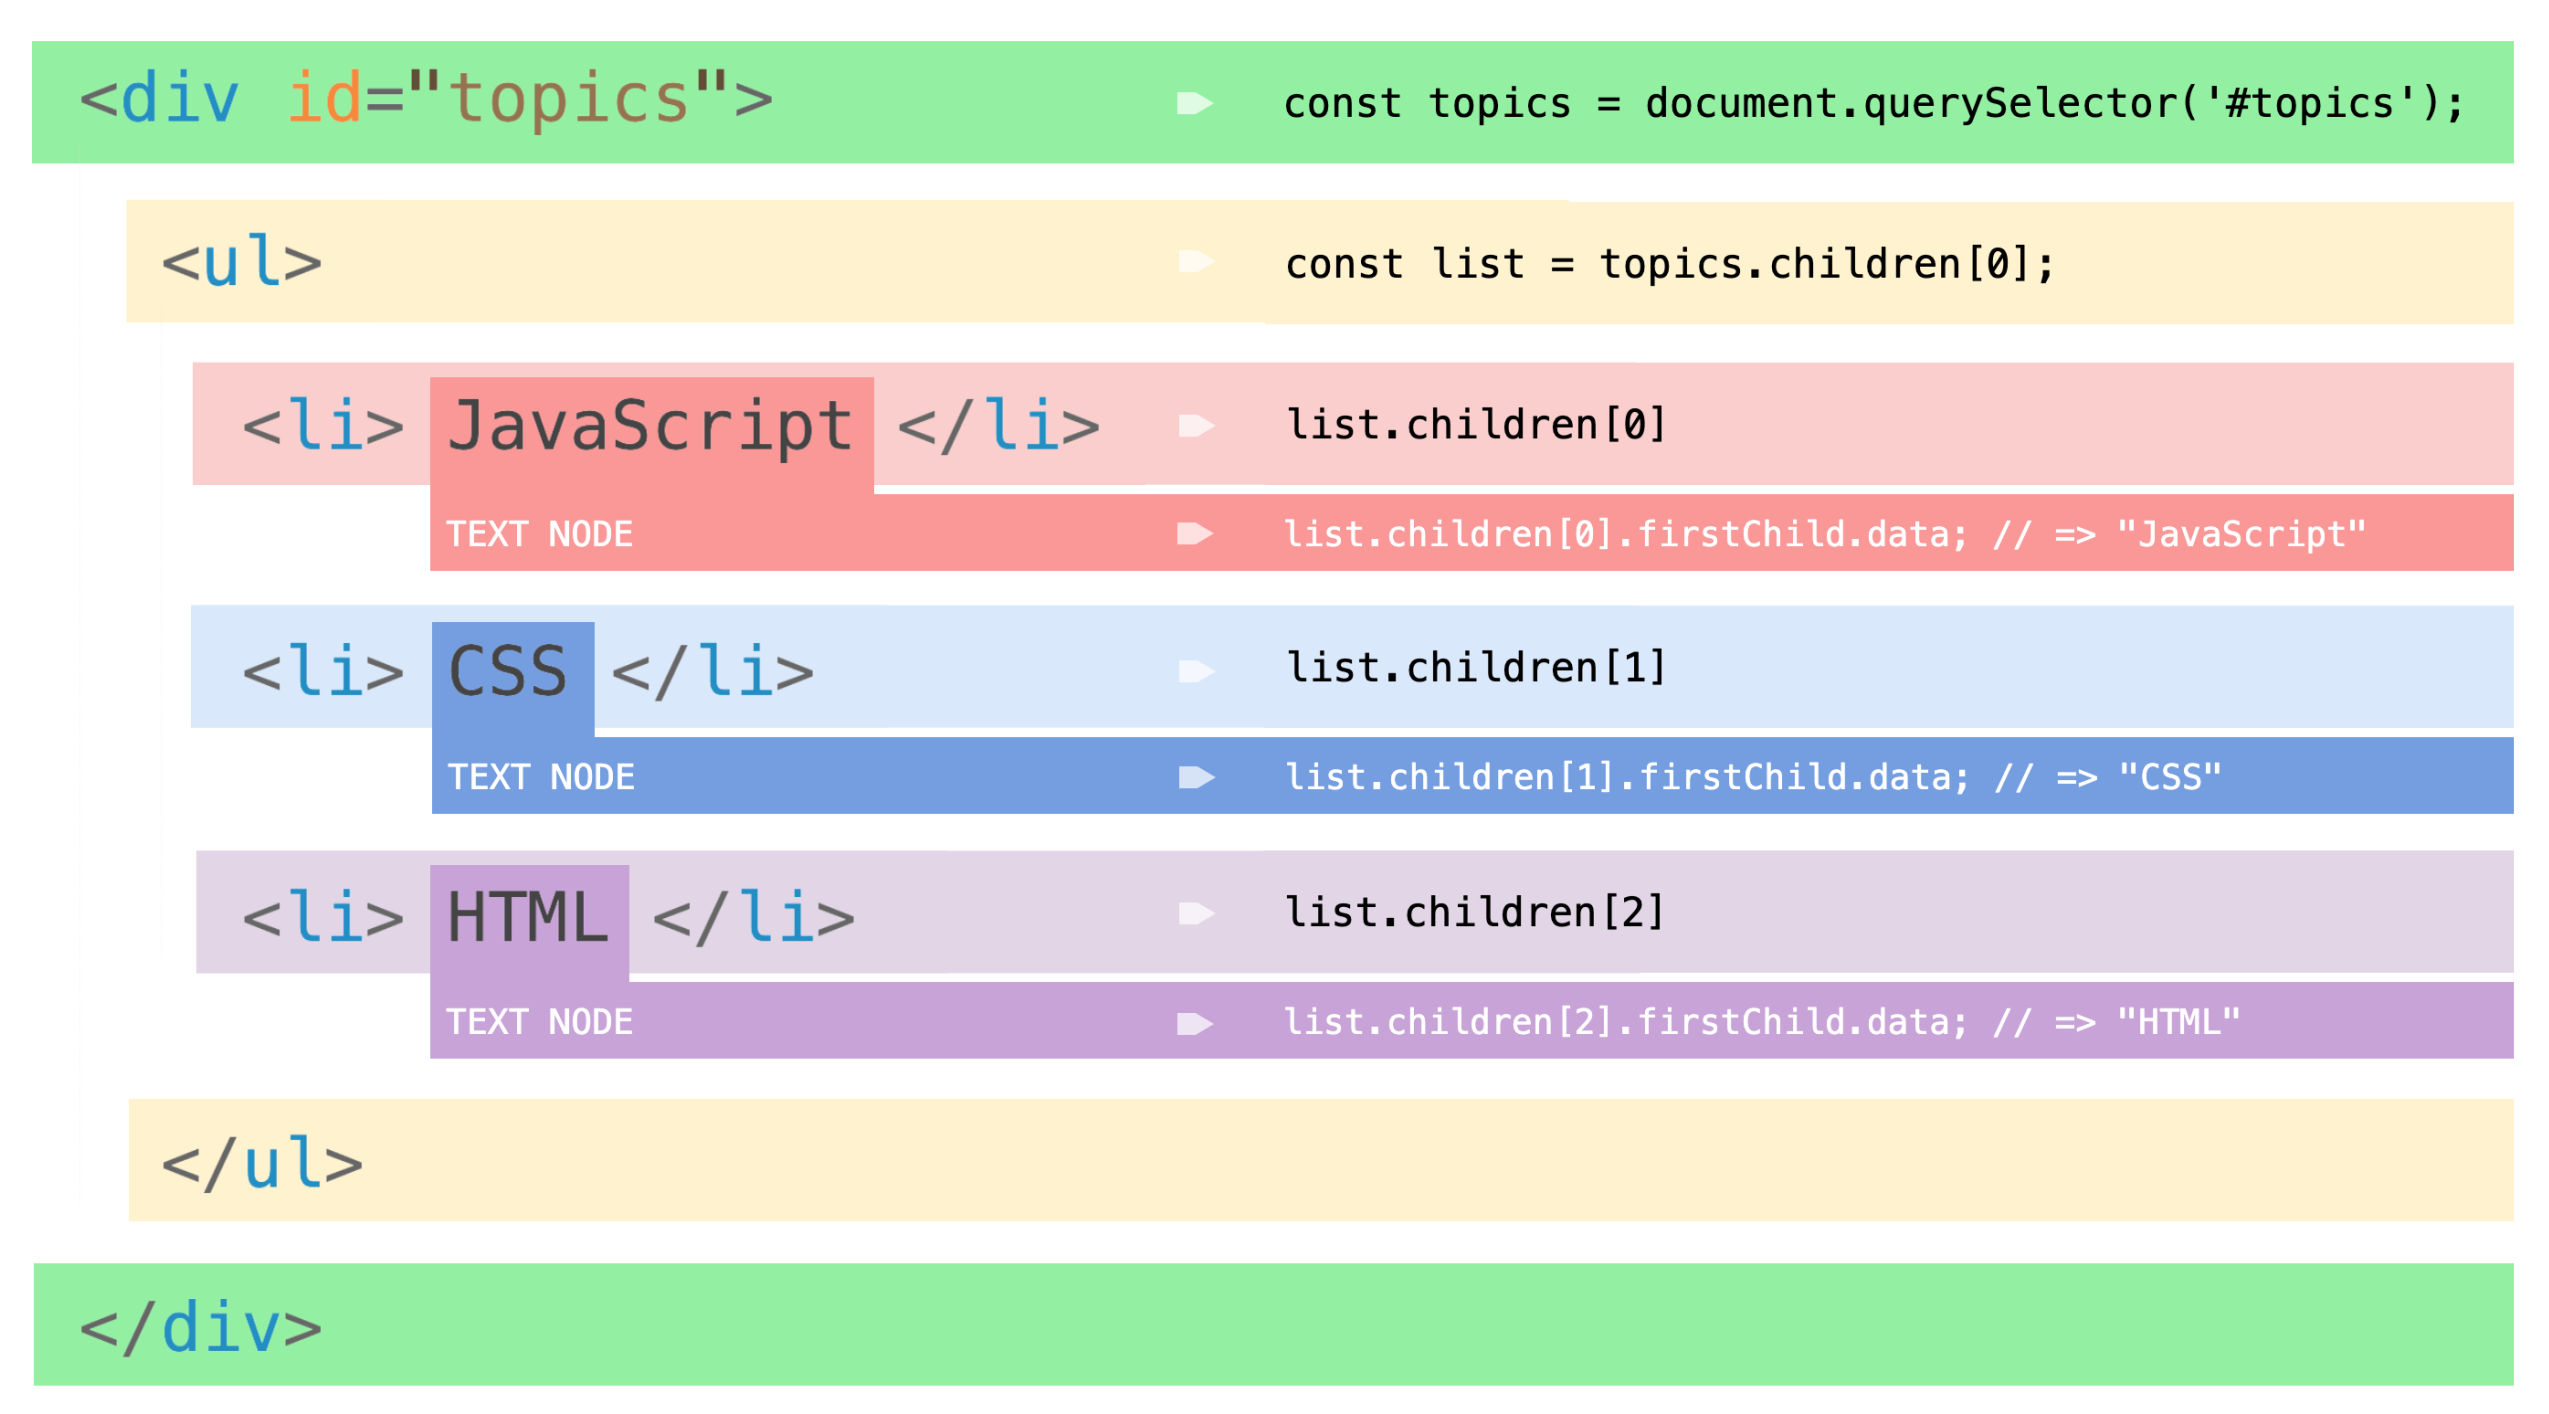 <div id="topics"> const topics = document.querySelector('#topics');
<ul> const list = topics.children[0];
<li> JavaScript </li> list.children[0]
TEXT NODE list.children[0].firstChild.data; // => "JavaScript"
<li> CSS </li> list.children[1]
TEXT NODE list.children[1].firstChild.data; // => "CSS"
<li> HTML </li> list.children[2]
TEXT NODE list.children[2].firstChild.data; // => "HTML"
</ul>
</div>